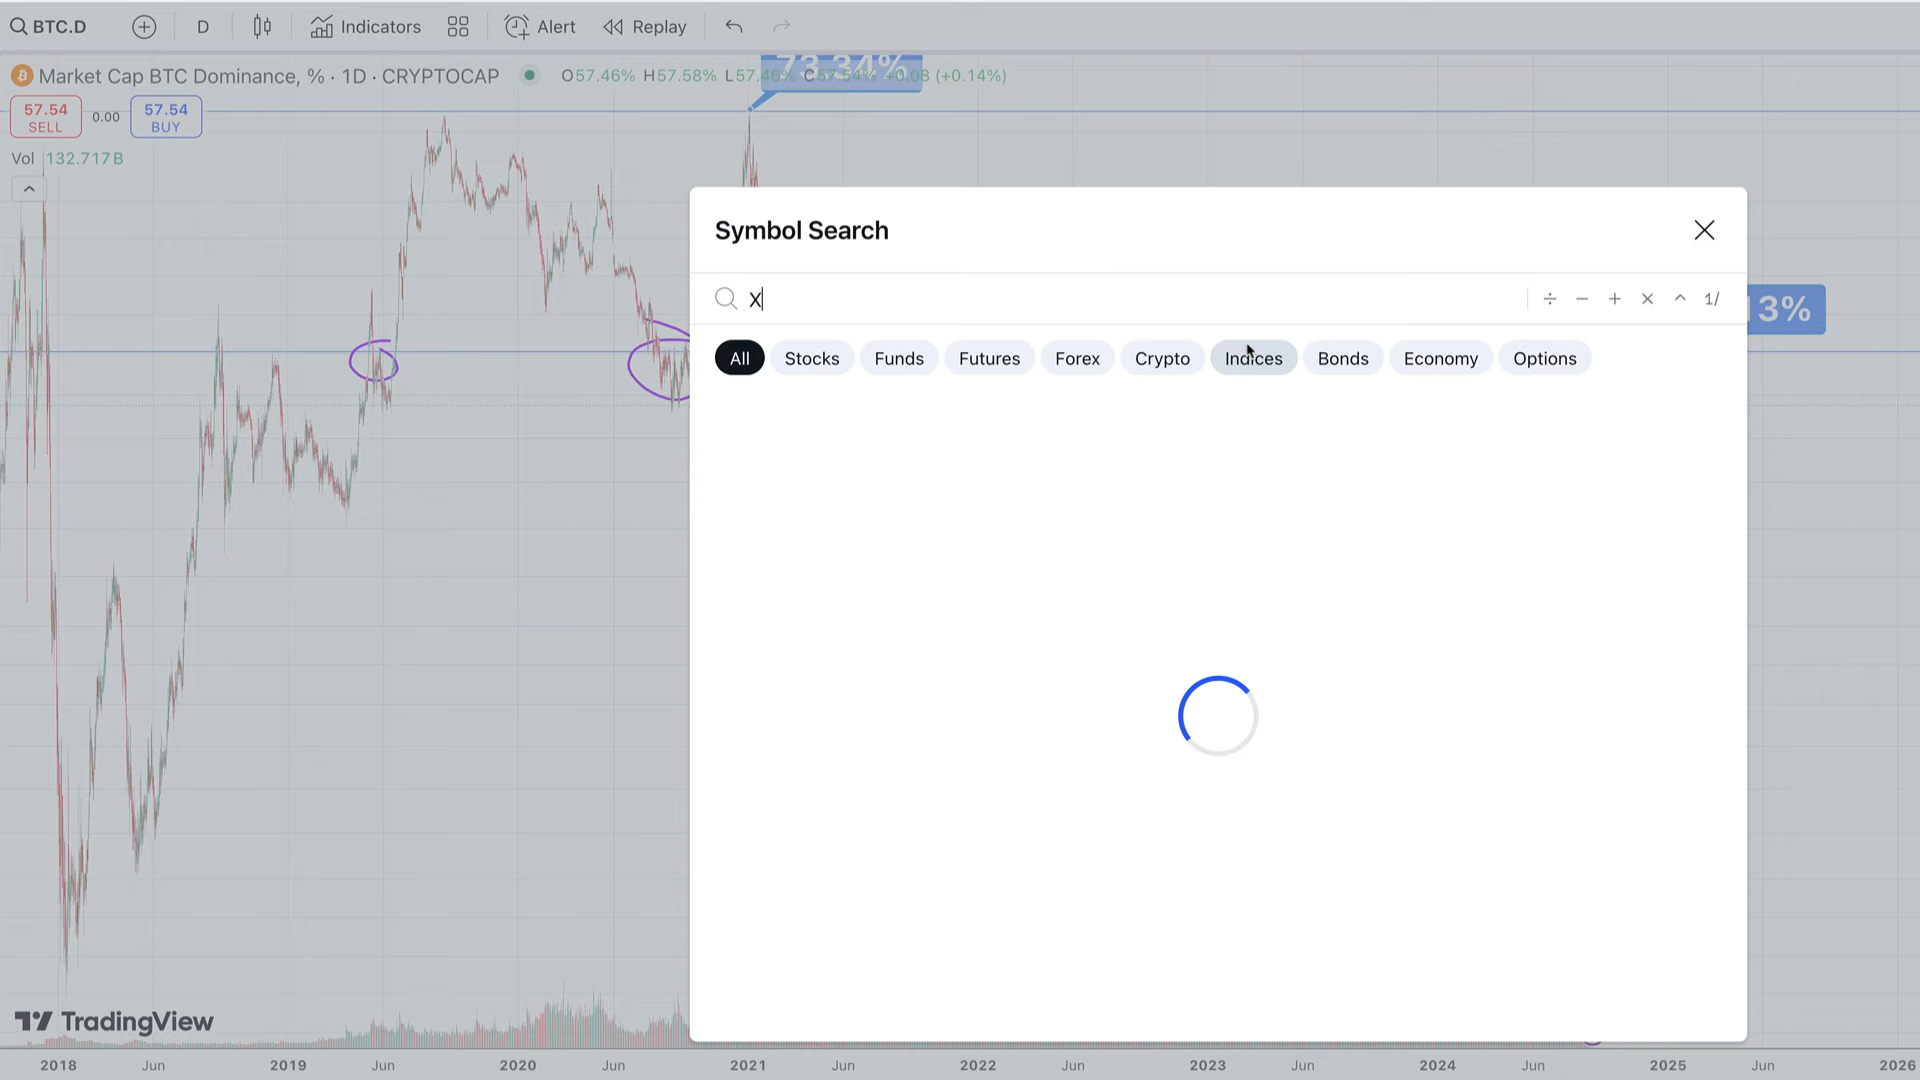 BTC.D D Indicators Alert Replay
Market Cap BTC Dominance, % · 1D · CRYPTOCAP O57.46% H57.58% L57.46% C57.54% +0.08 (+0.14%)
73.34%
57.54 SELL 0.00 57.54 BUY
Vol 132.717B
Symbol Search
X
÷ − + × ^ 1/
3%
All Stocks Funds Futures Forex Crypto Indices Bonds Economy Options
TradingView
2018 Jun 2019 Jun 2020 Jun 2021 Jun 2022 Jun 2023 Jun 2024 Jun 2025 Jun 2026